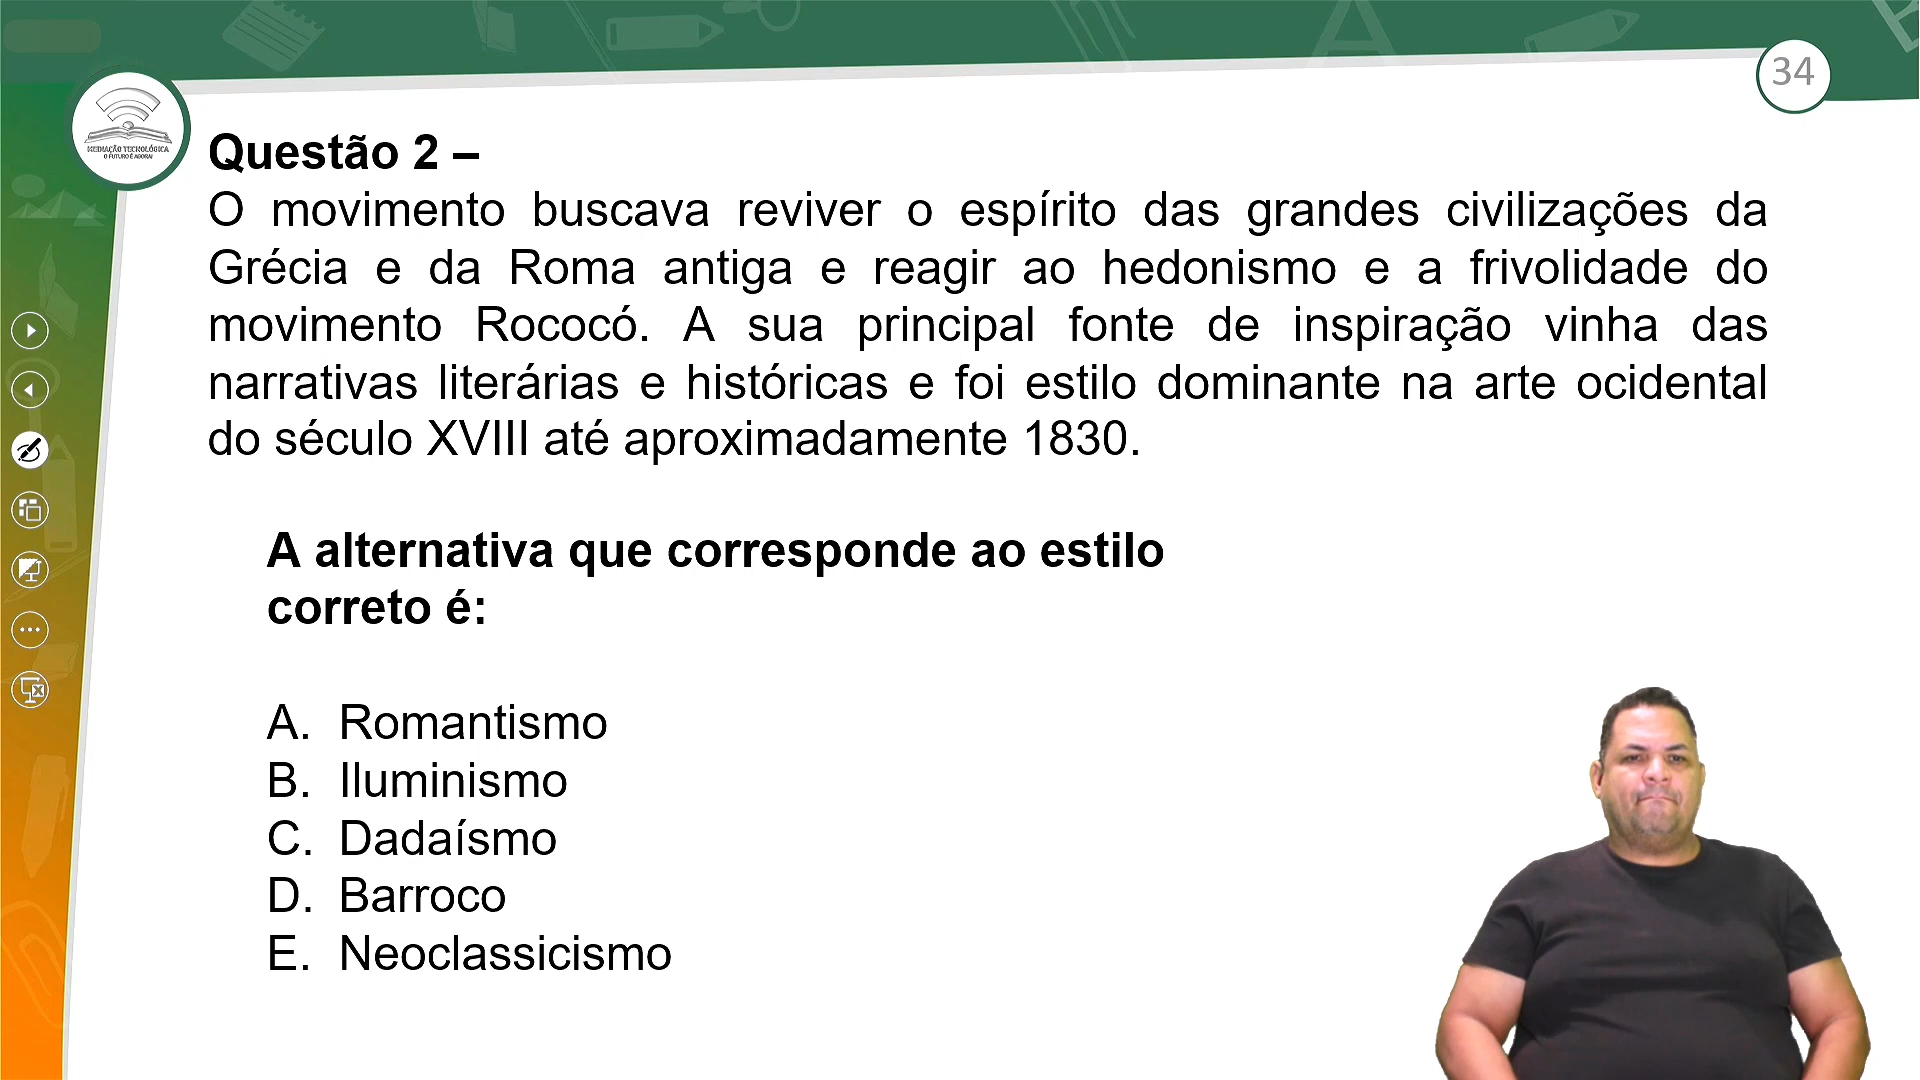 34
MEDIAÇÃO TECNOLÓGICA
O FUTURO É AGORA!
Questão 2 –
O movimento buscava reviver o espírito das grandes civilizações da
Grécia e da Roma antiga e reagir ao hedonismo e a frivolidade do
movimento Rococó. A sua principal fonte de inspiração vinha das
narrativas literárias e históricas e foi estilo dominante na arte ocidental
do século XVIII até aproximadamente 1830.
A alternativa que corresponde ao estilo
correto é:
A. Romantismo
B. Iluminismo
C. Dadaísmo
D. Barroco
E. Neoclassicismo